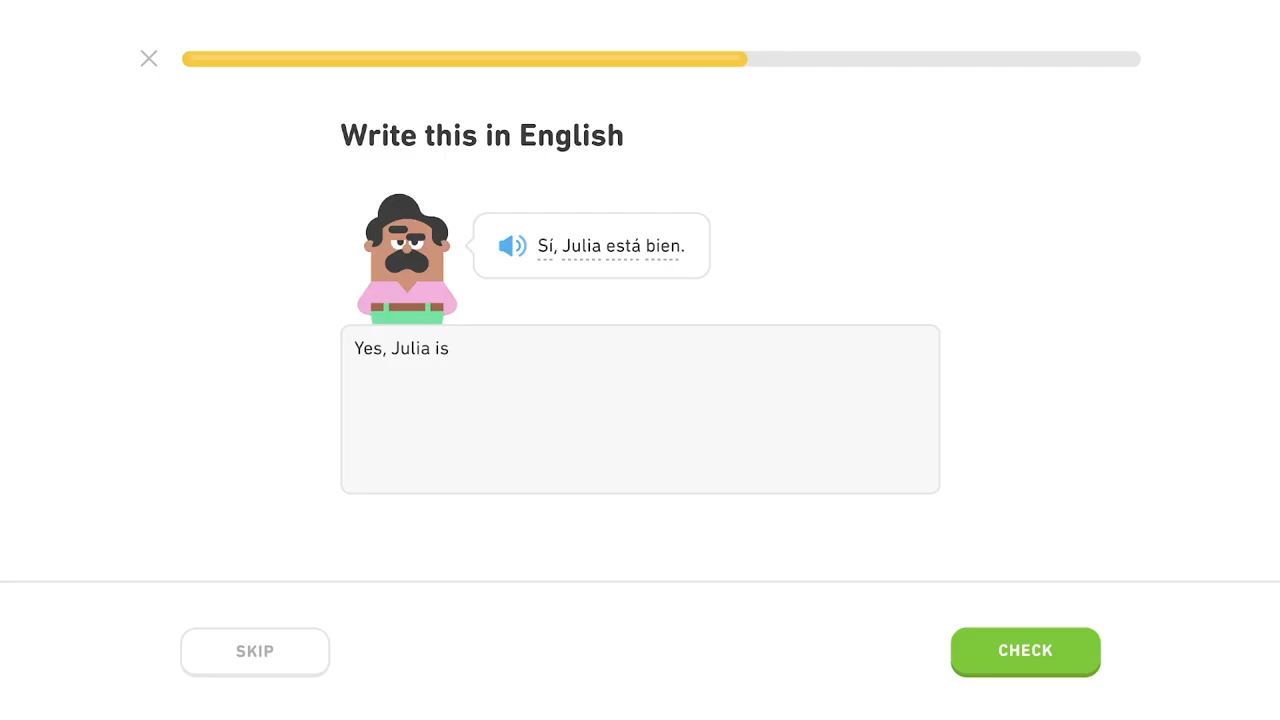 Write this in English
Sí, Julia está bien.
Yes, Julia is
SKIP
CHECK